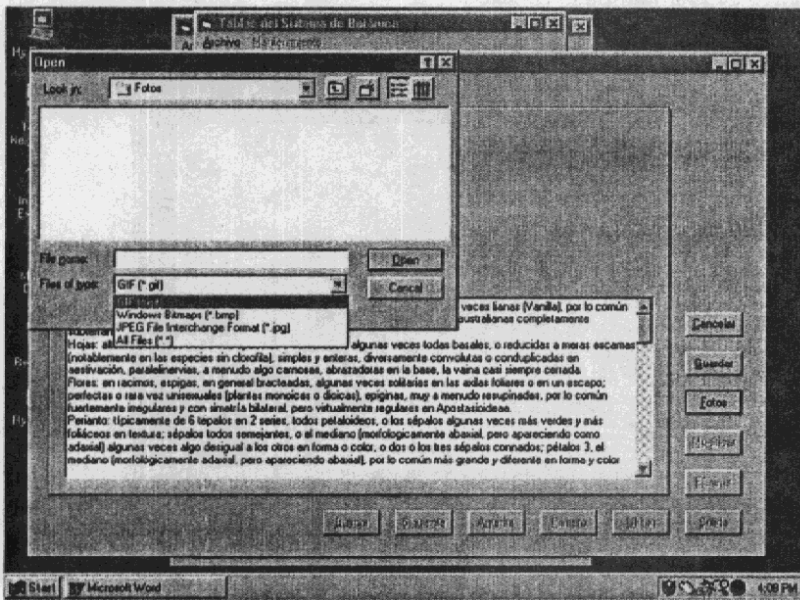 Tablas del Sistema de Botánica
Archivo Mantenimiento
Open
Look in: Fotos
File name: Open
Files of type: GIF (*.gif) Cancel
Windows Bitmaps (*.bmp)
JPEG File Interchange Format (*.jpg)
All Files (*.*)
veces lianas (Vanilla), por lo común
australianas completamente
Hojas: algunas veces todas basales, o reducidas a meras escamas
(notablemente en las especies sin clorofila), simples y enteras, diversamente convolutas o conduplicadas en
aestivación, paralelinervias, a menudo algo carnosas, abrazadoras en la base, la vaina casi siempre cerrada.
Flores: en racimos, espigas, en general bracteadas, algunas veces solitarias en las axilas foliares o en un escapo;
perfectas o rara vez unisexuales (plantas monoicas o dioicas), epíginas, muy a menudo resupinadas, por lo común
fuertemente irregulares y con simetría bilateral, pero virtualmente regulares en Apostasioideae.
Perianto: típicamente de 6 tépalos en 2 series, todos petaloideos, o los sépalos algunas veces más verdes y más
foliáceos en textura; sépalos todos semejantes, o el mediano (morfológicamente abaxial, pero apareciendo como
adaxial) algunas veces algo desigual a los otros en forma o color, o dos o los tres sépalos connados; pétalos 3, el
mediano (morfológicamente adaxial, pero apareciendo abaxial), por lo común más grande y diferente en forma y color
Cancelar
Guardar
Fotos
Start Microsoft Word 4:09 PM